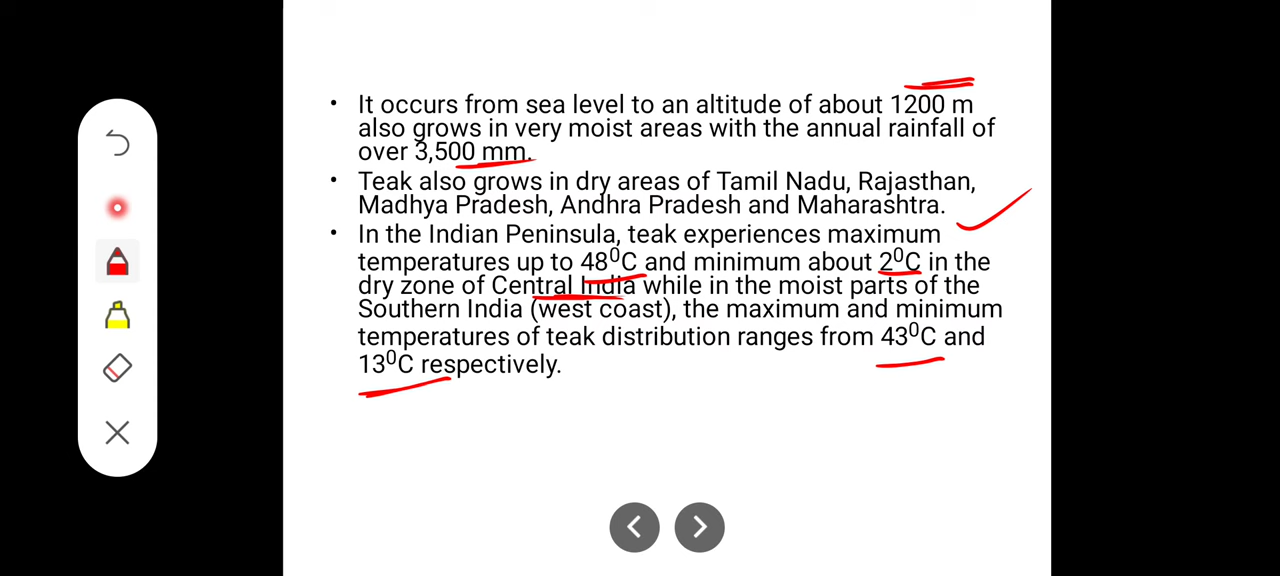 • It occurs from sea level to an altitude of about 1200 m
also grows in very moist areas with the annual rainfall of
over 3,500 mm.
• Teak also grows in dry areas of Tamil Nadu, Rajasthan,
Madhya Pradesh, Andhra Pradesh and Maharashtra.
• In the Indian Peninsula, teak experiences maximum
temperatures up to 48⁰C and minimum about 2⁰C in the
dry zone of Central India while in the moist parts of the
Southern India (west coast), the maximum and minimum
temperatures of teak distribution ranges from 43⁰C and
13⁰C respectively.